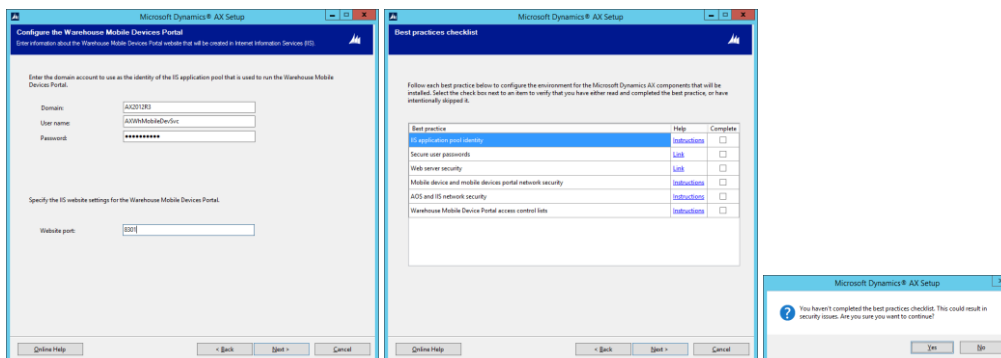 Microsoft Dynamics® AX Setup
Configure the Warehouse Mobile Devices Portal
Enter information about the Warehouse Mobile Devices Portal website that will be created in Internet Information Services (IIS).
Enter the domain account to use as the identity of the IIS application pool that is used to run the Warehouse Mobile
Devices Portal.
Domain: AX2012R3
User name: AXWhMobileDevSvc
Password: ••••••••••
Specify the IIS website settings for the Warehouse Mobile Devices Portal.
Website port: 8301
Online Help < Back Next > Cancel
Microsoft Dynamics® AX Setup
Best practices checklist
Follow each best practice below to configure the environment for the Microsoft Dynamics AX components that will be
installed. Select the check box next to an item to verify that you have either read and completed the best practice, or have
intentionally skipped it.
Best practice Help Complete
IIS application pool identity Instructions
Secure user passwords Link
Web server security Link
Mobile device and mobile devices portal network security Instructions
AOS and IIS network security Instructions
Warehouse Mobile Device Portal access control lists Instructions
Online Help < Back Next > Cancel
Microsoft Dynamics® AX Setup
You haven't completed the best practices checklist. This could result in
security issues. Are you sure you want to continue?
Yes No